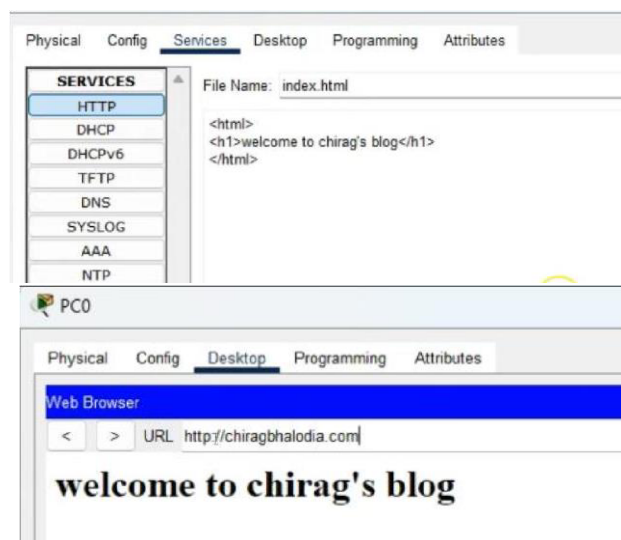 Physical Config Services Desktop Programming Attributes
SERVICES
HTTP
DHCP
DHCPv6
TFTP
DNS
SYSLOG
AAA
NTP
File Name: index.html
<html>
<h1>welcome to chirag's blog</h1>
</html>
PC0
Physical Config Desktop Programming Attributes
Web Browser
< > URL http://chiragbhalodia.com
welcome to chirag's blog